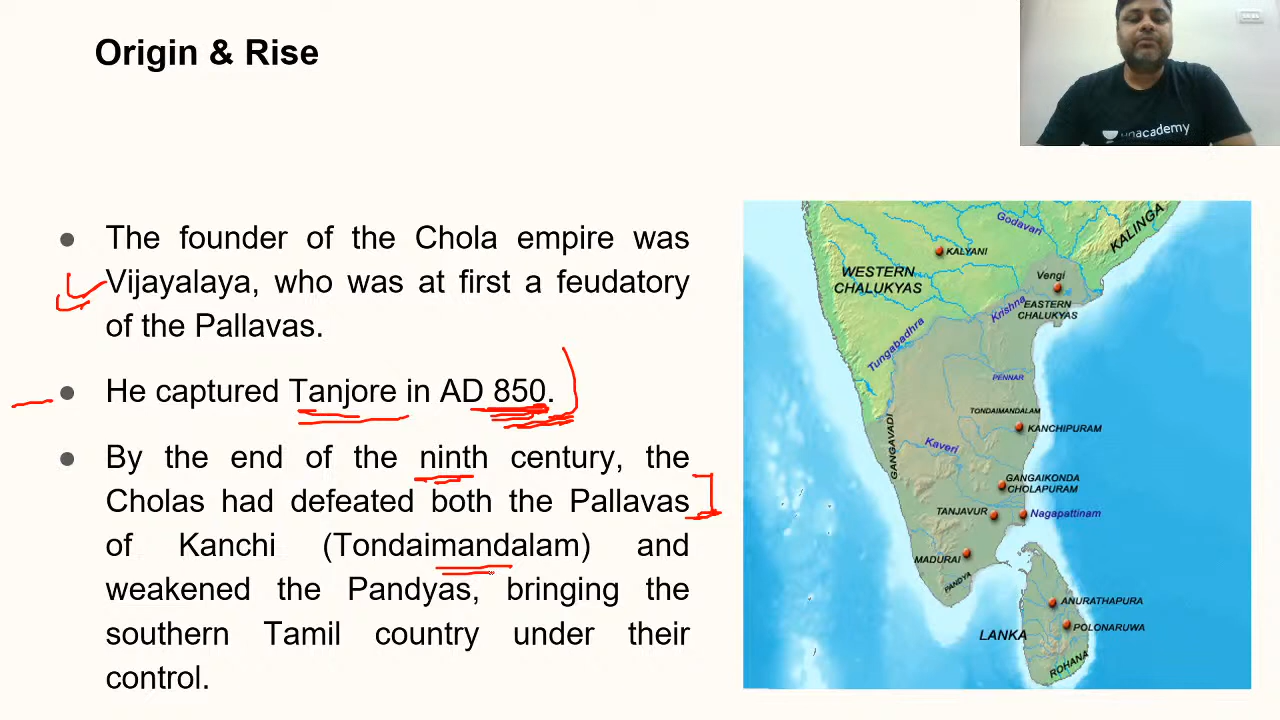 Origin & Rise
unacademy
● The founder of the Chola empire was
Vijayalaya, who was at first a feudatory
of the Pallavas.
● He captured Tanjore in AD 850.
● By the end of the ninth century, the
Cholas had defeated both the Pallavas
of Kanchi (Tondaimandalam) and
weakened the Pandyas, bringing the
southern Tamil country under their
control.
Godavari
KALINGA
KALYANI
WESTERN
CHALUKYAS
Vengi
EASTERN
CHALUKYAS
Krishna
Tungabadhra
PENNAR
TONDAIMANDALAM
KANCHIPURAM
GANGAVADI
Kaveri
GANGAIKONDA
CHOLAPURAM
TANJAVUR
Nagapattinam
MADURAI
PANDYA
ANURATHAPURA
POLONARUWA
LANKA
ROHANA